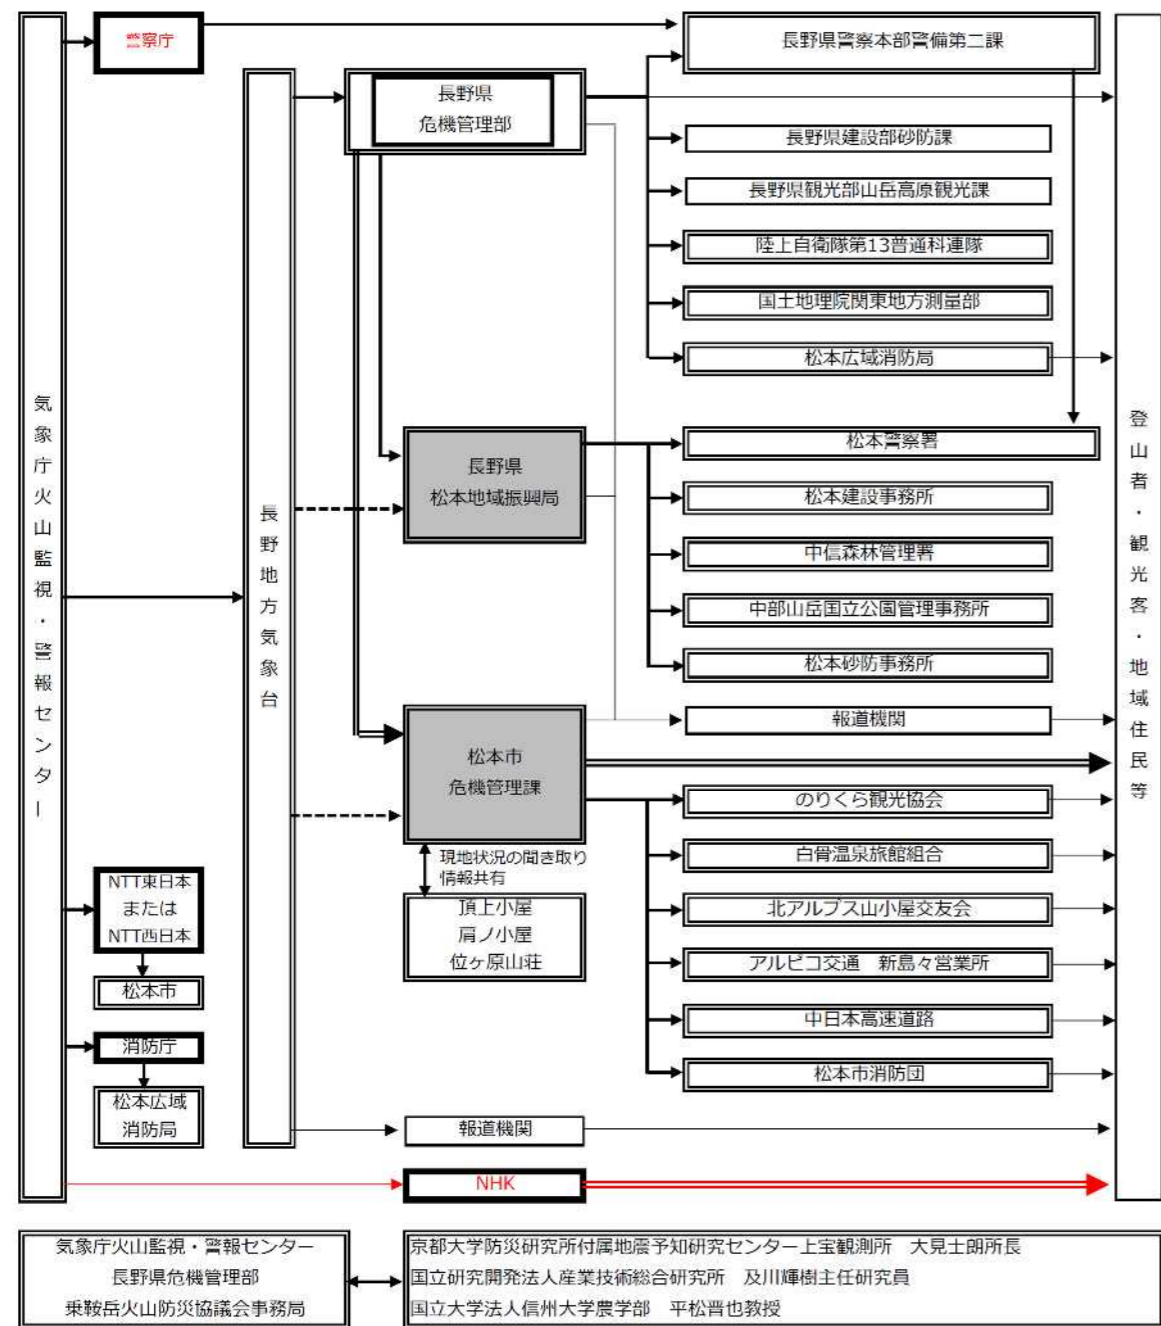 気象庁火山監視・警報センター
警察庁
長野県警察本部警備第二課
長野県
危機管理部
長野県建設部砂防課
長野県観光部山岳高原観光課
陸上自衛隊第13普通科連隊
国土地理院関東地方測量部
松本広域消防局
長野地方気象台
長野県
松本地域振興局
松本警察署
松本建設事務所
中信森林管理署
中部山岳国立公園管理事務所
松本砂防事務所
報道機関
松本市
危機管理課
のりくら観光協会
白骨温泉旅館組合
北アルプス山小屋交友会
アルピコ交通　新島々営業所
中日本高速道路
松本市消防団
現地状況の聞き取り
情報共有
頂上小屋
肩ノ小屋
位ヶ原山荘
NTT東日本
または
NTT西日本
松本市
消防庁
松本広域
消防局
報道機関
NHK
登山者・観光客・地域住民等
気象庁火山監視・警報センター
長野県危機管理部
乗鞍岳火山防災協議会事務局
京都大学防災研究所付属地震予知研究センター上宝観測所　大見士朗所長
国立研究開発法人産業技術総合研究所　及川輝樹主任研究員
国立大学法人信州大学農学部　平松晋也教授